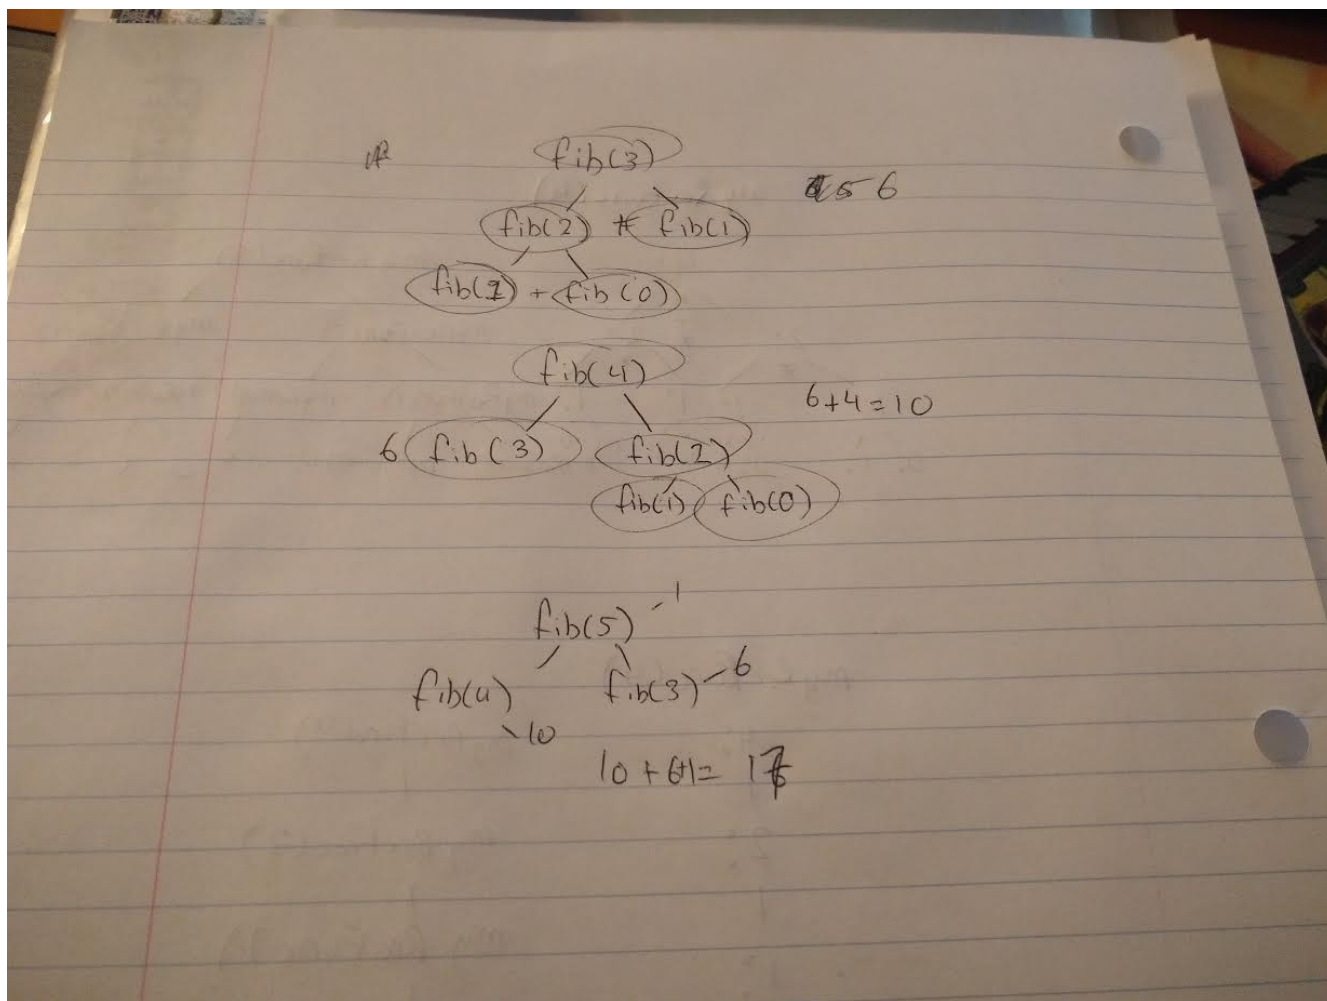 fib(3)
5 6
fib(2) + fib(1)
fib(1) + fib(0)
fib(4)
6+4=10
6 fib(3) fib(2)
fib(1) fib(0)
fib(5) - 1
fib(4) fib(3) - 6
-10
10+6+1= 17